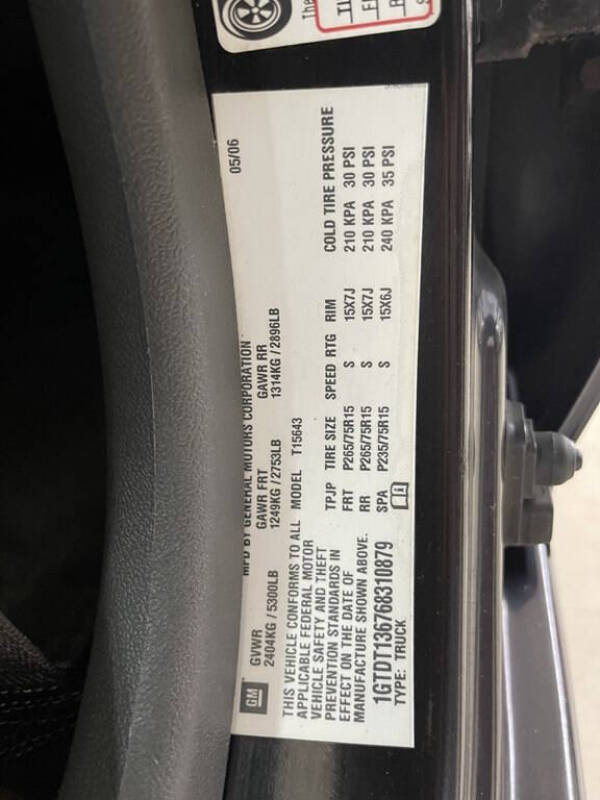 The
MFD BY GENERAL MOTORS CORPORATION 05/06
GM GVWR GAWR FRT GAWR RR
2404KG / 5300LB 1249KG / 2753LB 1314KG / 2896LB
THIS VEHICLE CONFORMS TO ALL MODEL T15643
APPLICABLE FEDERAL MOTOR
VEHICLE SAFETY AND THEFT
PREVENTION STANDARDS IN
EFFECT ON THE DATE OF
MANUFACTURE SHOWN ABOVE.
TPJP TIRE SIZE SPEED RTG RIM COLD TIRE PRESSURE
FRT P265/75R15 S 15X7J 210 KPA 30 PSI
RR P265/75R15 S 15X7J 210 KPA 30 PSI
SPA P235/75R15 S 15X6J 240 KPA 35 PSI
1GTDT136768310879
TYPE: TRUCK